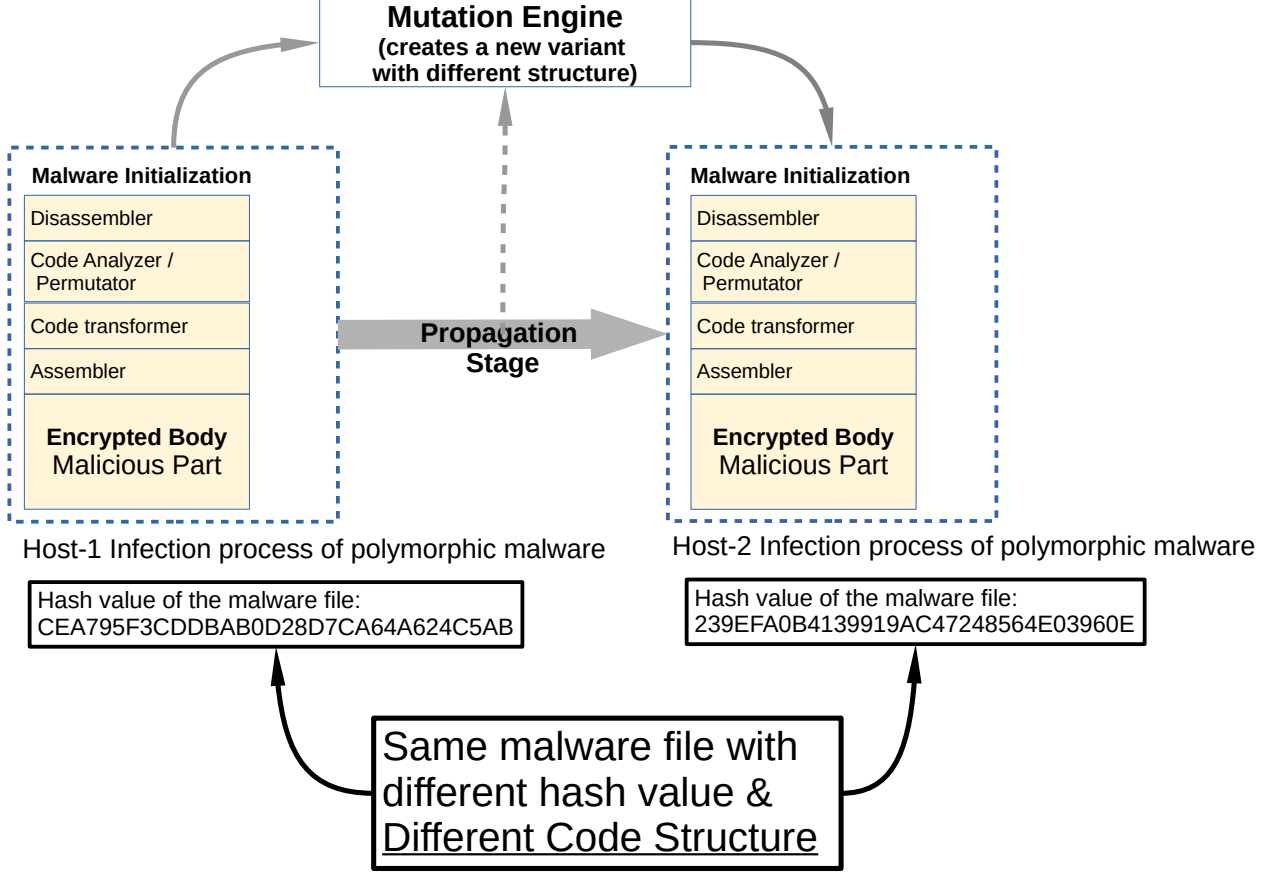 Mutation Engine
(creates a new variant
with different structure)
Malware Initialization
Disassembler
Code Analyzer /
Permutator
Code transformer
Assembler
Encrypted Body
Malicious Part
Propagation
Stage
Malware Initialization
Disassembler
Code Analyzer /
Permutator
Code transformer
Assembler
Encrypted Body
Malicious Part
Host-1 Infection process of polymorphic malware
Host-2 Infection process of polymorphic malware
Hash value of the malware file:
CEA795F3CDDBAB0D28D7CA64A624C5AB
Hash value of the malware file:
239EFA0B4139919AC47248564E03960E
Same malware file with
different hash value &
Different Code Structure